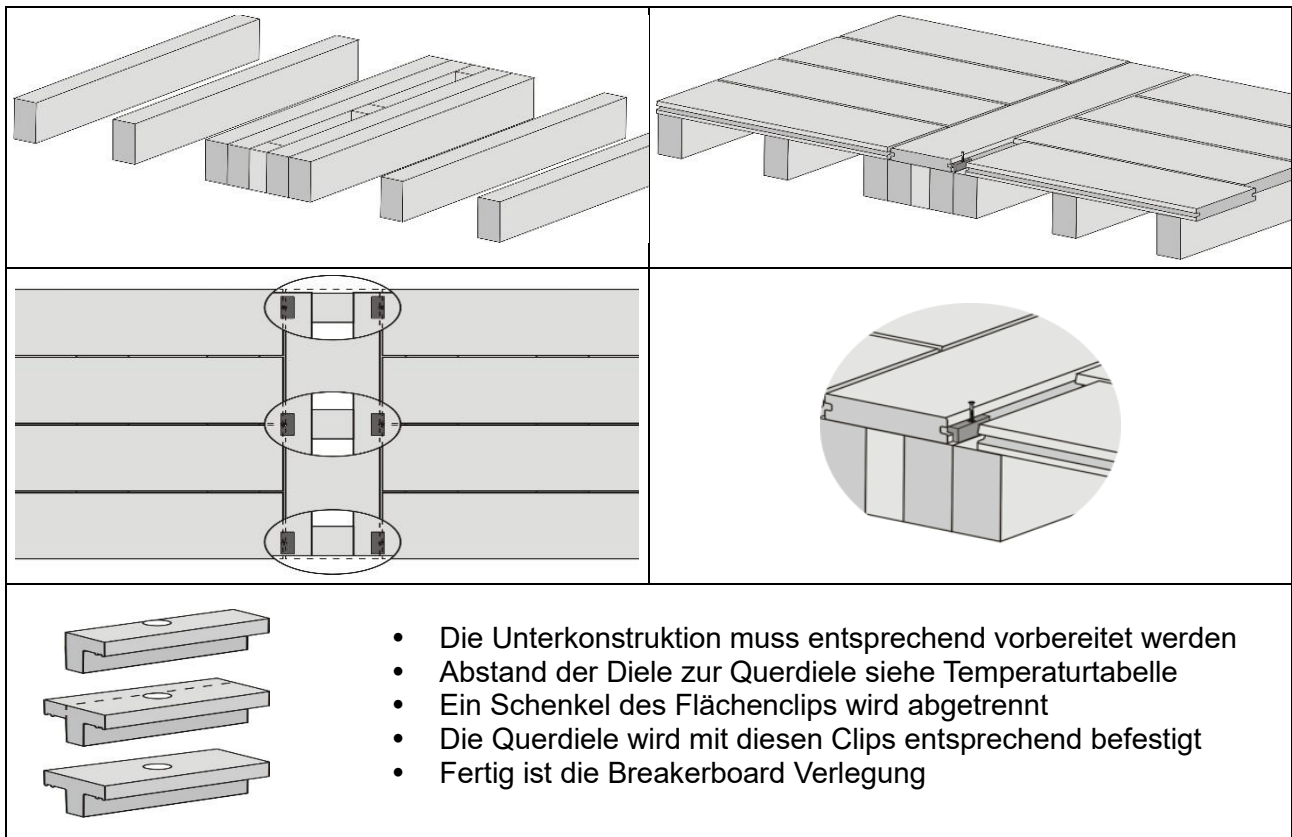 • Die Unterkonstruktion muss entsprechend vorbereitet werden
• Abstand der Diele zur Querdiele siehe Temperaturtabelle
• Ein Schenkel des Flächenclips wird abgetrennt
• Die Querdiele wird mit diesen Clips entsprechend befestigt
• Fertig ist die Breakerboard Verlegung